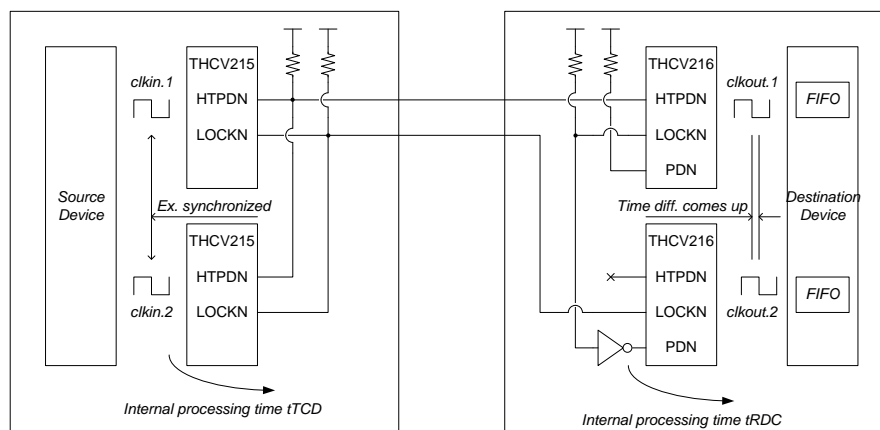 clkin.1
THCV215
HTPDN
LOCKN
Source
Device
Ex. synchronized
THCV215
HTPDN
LOCKN
clkin.2
Internal processing time tTCD
THCV216
HTPDN
LOCKN
PDN
clkout.1
FIFO
Time diff. comes up
Destination
Device
THCV216
HTPDN
LOCKN
PDN
clkout.2
FIFO
Internal processing time tRDC